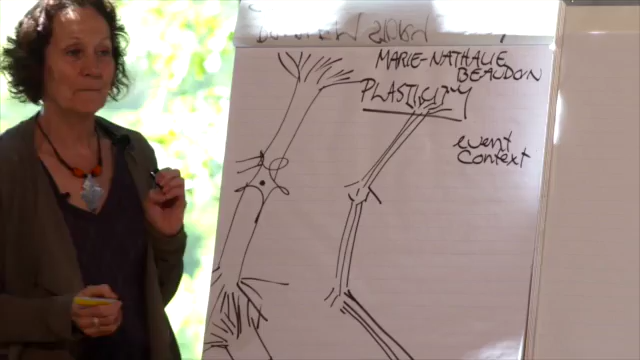 MARIE-NATHALIE
BEAUDOIN
PLASTICITY
event
context